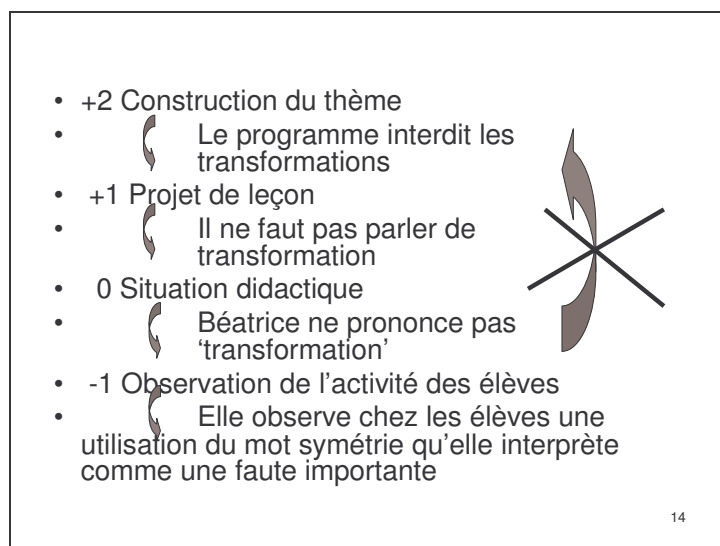 • +2 Construction du thème
• Le programme interdit les
transformations
• +1 Projet de leçon
• Il ne faut pas parler de
transformation
• 0 Situation didactique
• Béatrice ne prononce pas
‘transformation’
• -1 Observation de l’activité des élèves
• Elle observe chez les élèves une
utilisation du mot symétrie qu’elle interprète
comme une faute importante
14